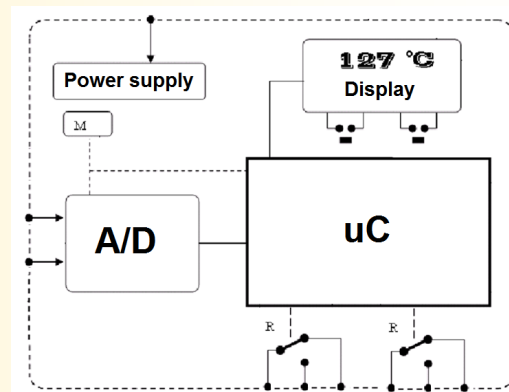 127 °C
Power supply
Display
M
A/D
uC
R
R